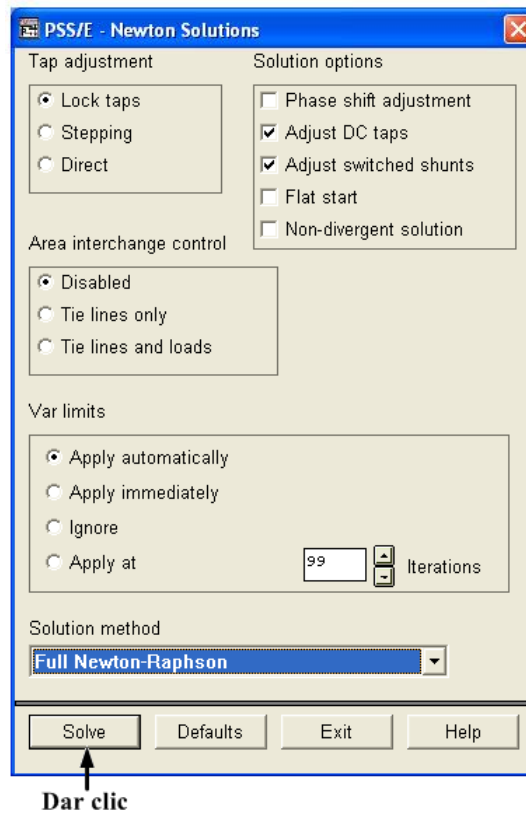 PSS/E - Newton Solutions
Tap adjustment
Lock taps
Stepping
Direct
Solution options
Phase shift adjustment
Adjust DC taps
Adjust switched shunts
Flat start
Non-divergent solution
Area interchange control
Disabled
Tie lines only
Tie lines and loads
Var limits
Apply automatically
Apply immediately
Ignore
Apply at 99 Iterations
Solution method
Full Newton-Raphson
Solve Defaults Exit Help
Dar clic